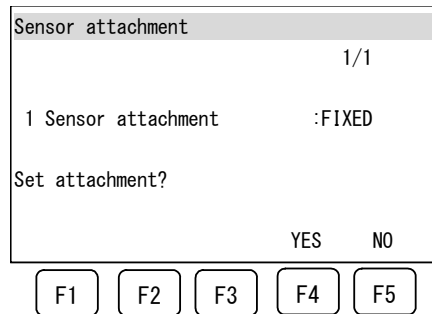 Sensor attachment
1/1
1 Sensor attachment :FIXED
Set attachment?
YES NO
F1 F2 F3 F4 F5